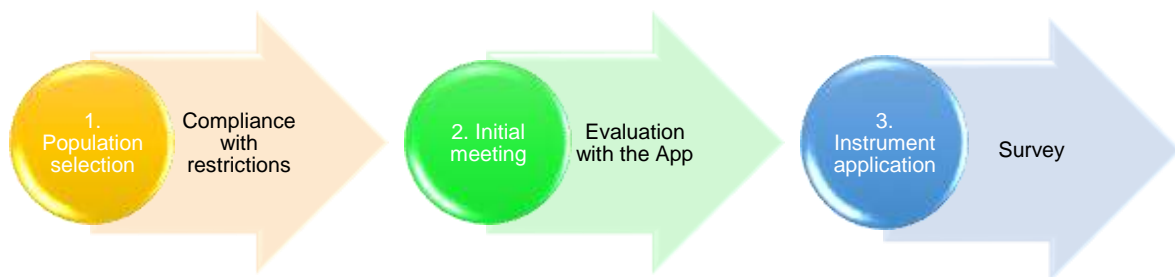 1.
Population
selection
Compliance
with
restrictions
2. Initial
meeting
Evaluation
with the App
3.
Instrument
application
Survey